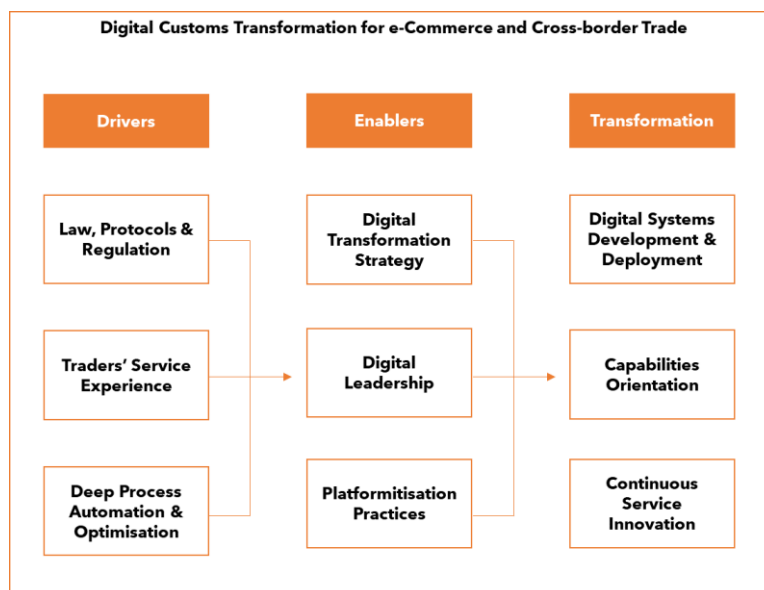 Digital Customs Transformation for e-Commerce and Cross-border Trade
Drivers
Enablers
Transformation
Law, Protocols &
Regulation
Digital
Transformation
Strategy
Digital Systems
Development &
Deployment
Traders' Service
Experience
Digital
Leadership
Capabilities
Orientation
Deep Process
Automation &
Optimisation
Platformitisation
Practices
Continuous
Service
Innovation